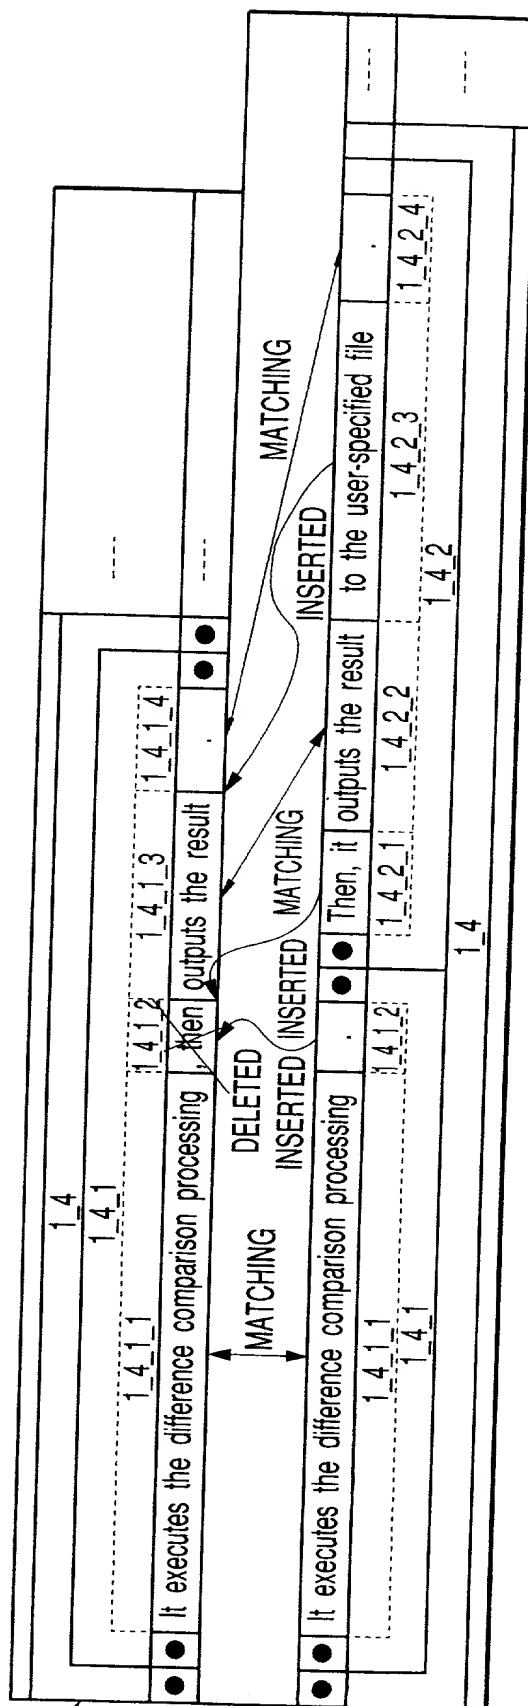 1_4
1_4_1
1_4_1_1 1_4_1_2 1_4_1_3 1_4_1_4
● ● It executes the difference comparison processing , then outputs the result . ● ●
MATCHING
DELETED
INSERTED INSERTED MATCHING INSERTED MATCHING
● ● It executes the difference comparison processing . ● ● Then, it outputs the result to the user-specified file .
1_4_1_1 1_4_1_2 1_4_2_1 1_4_2_2 1_4_2_3 1_4_2_4
1_4_1 1_4_2
1_4